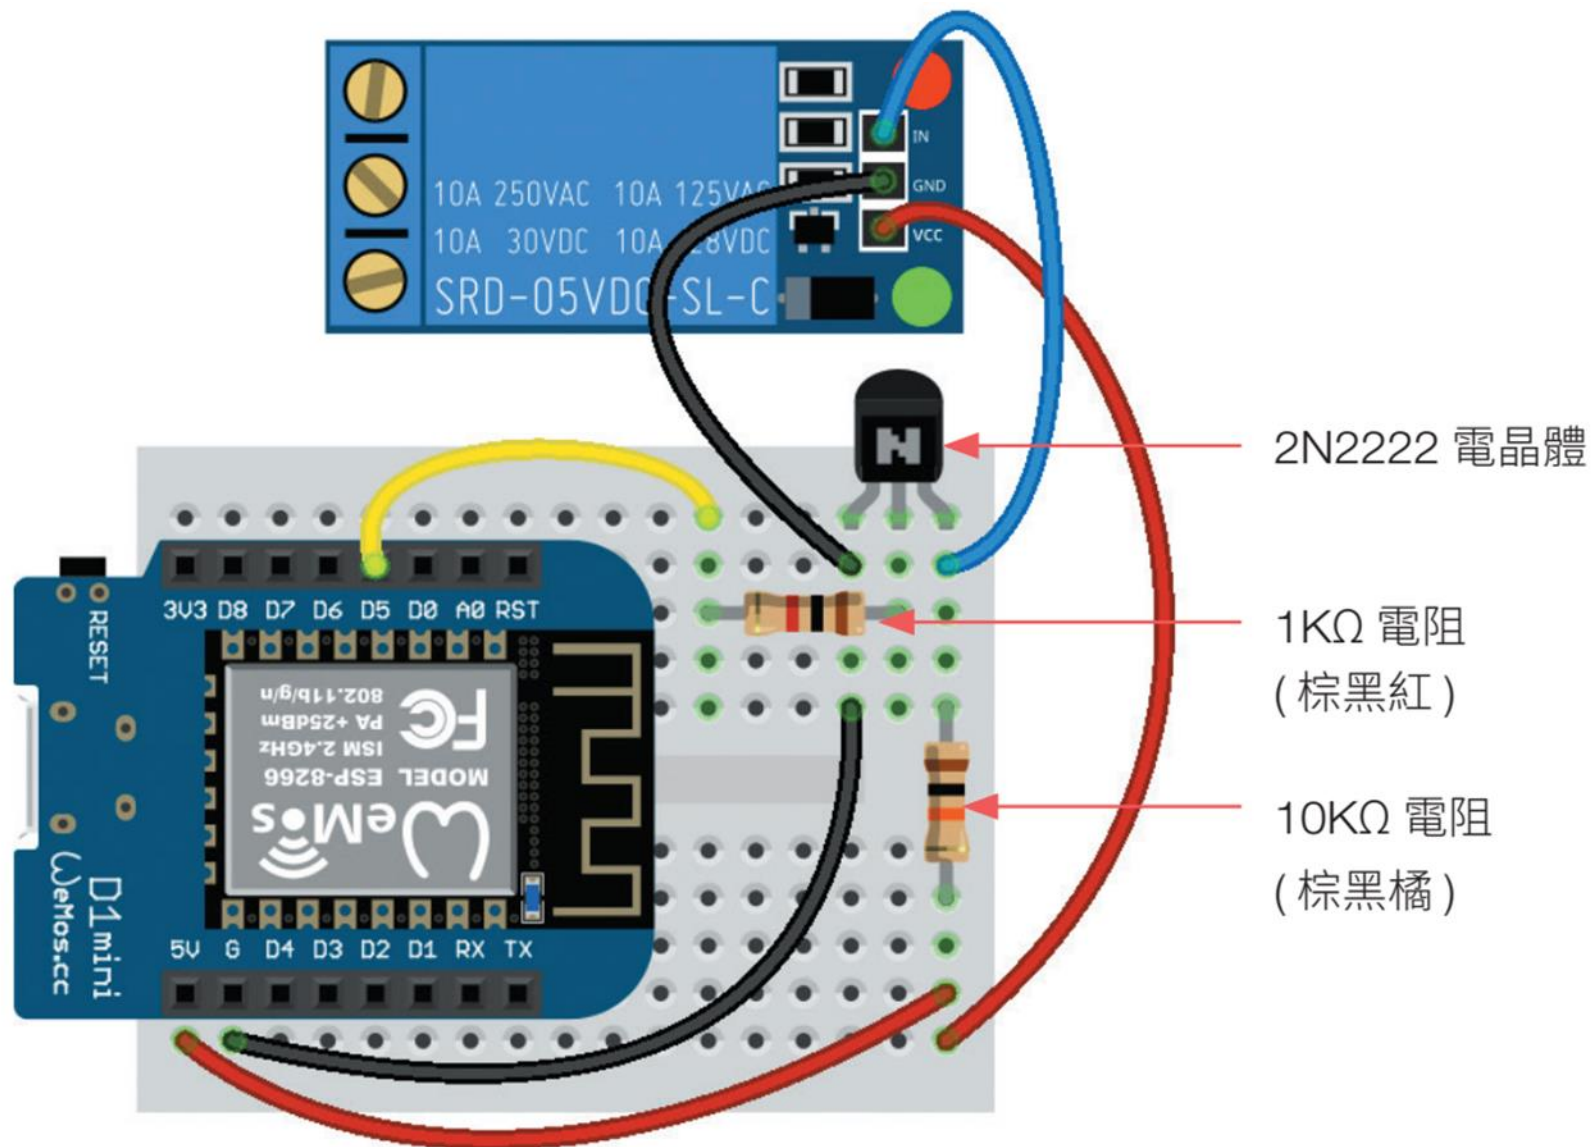 IN
GND
VCC
10A 250VAC 10A 125VAC
10A 30VDC 10A 28VDC
SRD-05VDC-SL-C
N
2N2222 電晶體
3V3 D8 D7 D6 D5 D0 A0 RST
RESET
1KΩ 電阻
(棕黑紅)
WeMos
MODEL ESP-8266
ISM 2.4GHz
PA +25dBm
802.11b/g/n
FC
10KΩ 電阻
(棕黑橘)
D1mini
WeMos.cc
5V G D4 D3 D2 D1 RX TX